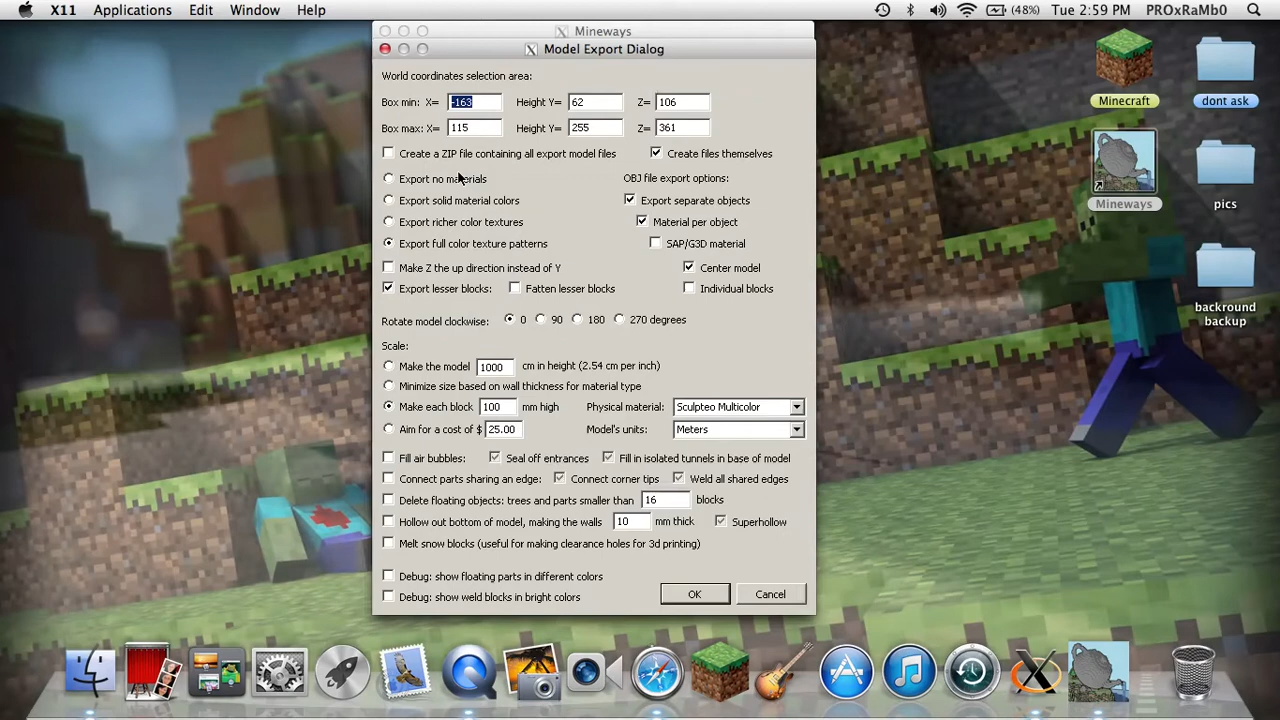 X11 Applications Edit Window Help (48%) Tue 2:59 PM PROxRaMb0
Mineways
Model Export Dialog
World coordinates selection area:
Box min: X= -163 Height Y= 62 Z= 106
Box max: X= 115 Height Y= 255 Z= 361
Create a ZIP file containing all export model files Create files themselves
Export no materials OBJ file export options:
Export solid material colors Export separate objects
Export richer color textures Material per object
Export full color texture patterns SAP/G3D material
Make Z the up direction instead of Y Center model
Export lesser blocks: Fatten lesser blocks Individual blocks
Rotate model clockwise: 0 90 180 270 degrees
Scale:
Make the model 1000 cm in height (2.54 cm per inch)
Minimize size based on wall thickness for material type
Make each block 100 mm high Physical material: Sculpteo Multicolor
Aim for a cost of $ 25.00 Model's units: Meters
Fill air bubbles: Seal off entrances Fill in isolated tunnels in base of model
Connect parts sharing an edge: Connect corner tips Weld all shared edges
Delete floating objects: trees and parts smaller than 16 blocks
Hollow out bottom of model, making the walls 10 mm thick Superhollow
Melt snow blocks (useful for making clearance holes for 3d printing)
Debug: show floating parts in different colors
Debug: show weld blocks in bright colors
OK Cancel
Minecraft
dont ask
Mineways
pics
backround
backup